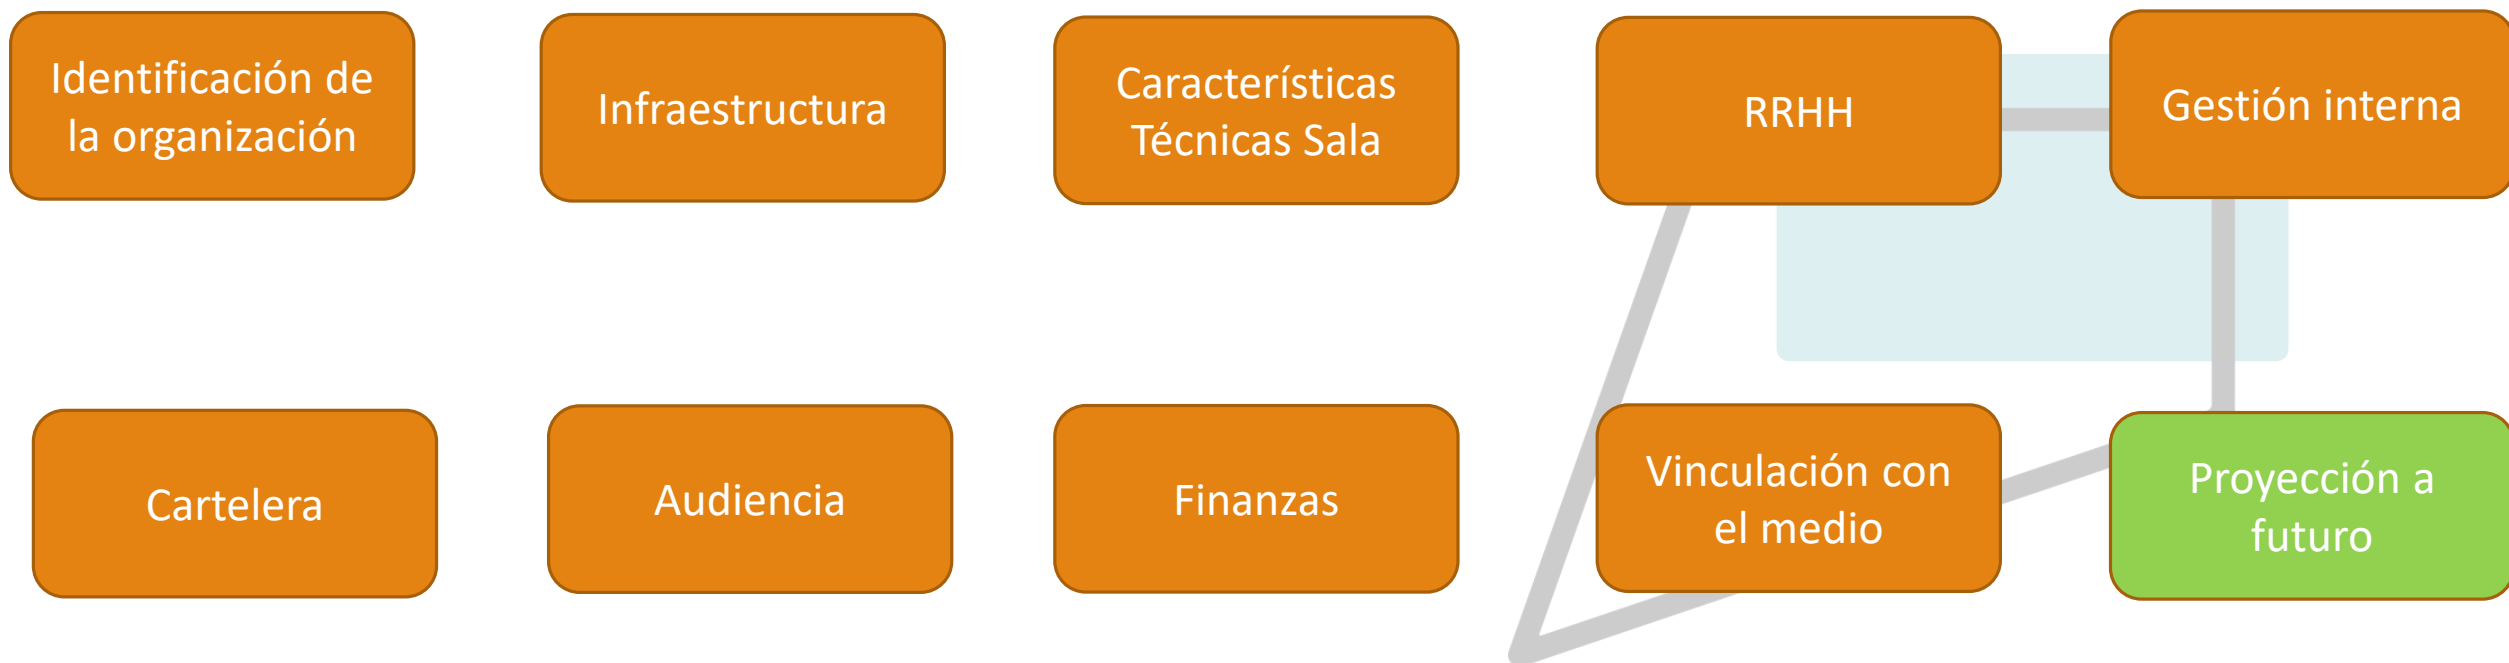 Identificación de
la organización
Infraestructura
Características
Técnicas Sala
RRHH
Gestión interna
Cartelera
Audiencia
Finanzas
Vinculación con
el medio
Proyección a
futuro